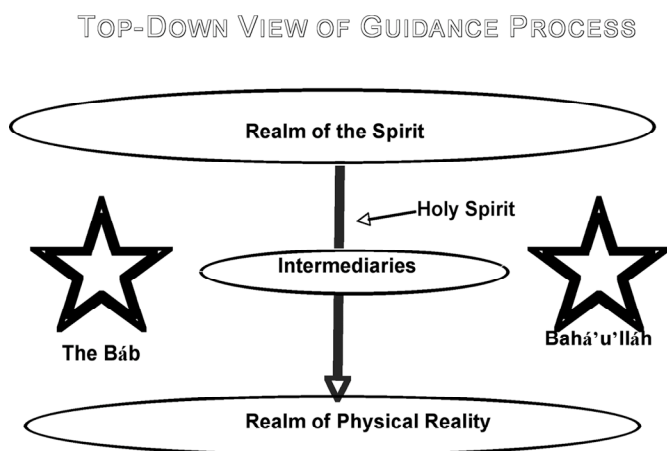 TOP-DOWN VIEW OF GUIDANCE PROCESS
Realm of the Spirit
Holy Spirit
Intermediaries
The Báb
Bahá’u’lláh
Realm of Physical Reality